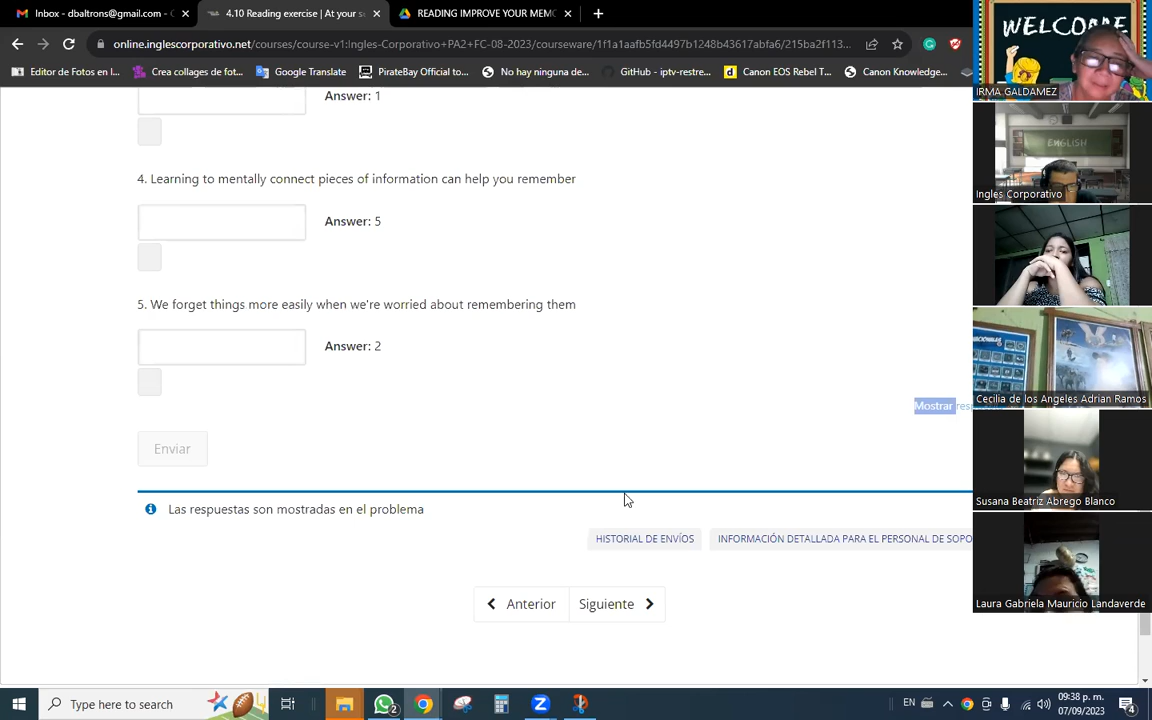 Inbox - dbaltrons@gmail.com -
4.10 Reading exercise | At your s
READING IMPROVE YOUR MEM
online.inglescorporativo.net/courses/course-v1:Ingles-Corporativo+PA2+FC-08-2023/courseware/1f1a1aafb5fd4497b1248b43617abfa6/215ba2f113...
Editor de Fotos en l...
Crea collages de fot...
Google Translate
PirateBay Official to...
No hay ninguna de...
GitHub - iptv-restre...
Canon EOS Rebel T...
Canon Knowledge...
WELCOME
IRMA GALDAMEZ
Answer: 1
4. Learning to mentally connect pieces of information can help you remember
Answer: 5
ENGLISH
Ingles Corporativo
5. We forget things more easily when we're worried about remembering them
Answer: 2
Cecilia de los Angeles Adrian Ramos
Mostrar
Enviar
Susana Beatriz Abrego Blanco
Las respuestas son mostradas en el problema
HISTORIAL DE ENVÍOS
INFORMACIÓN DETALLADA PARA EL PERSONAL DE SOPO
Anterior
Siguiente
Laura Gabriela Mauricio Landaverde
Type here to search
2
EN
09:38 p. m.
07/09/2023
4